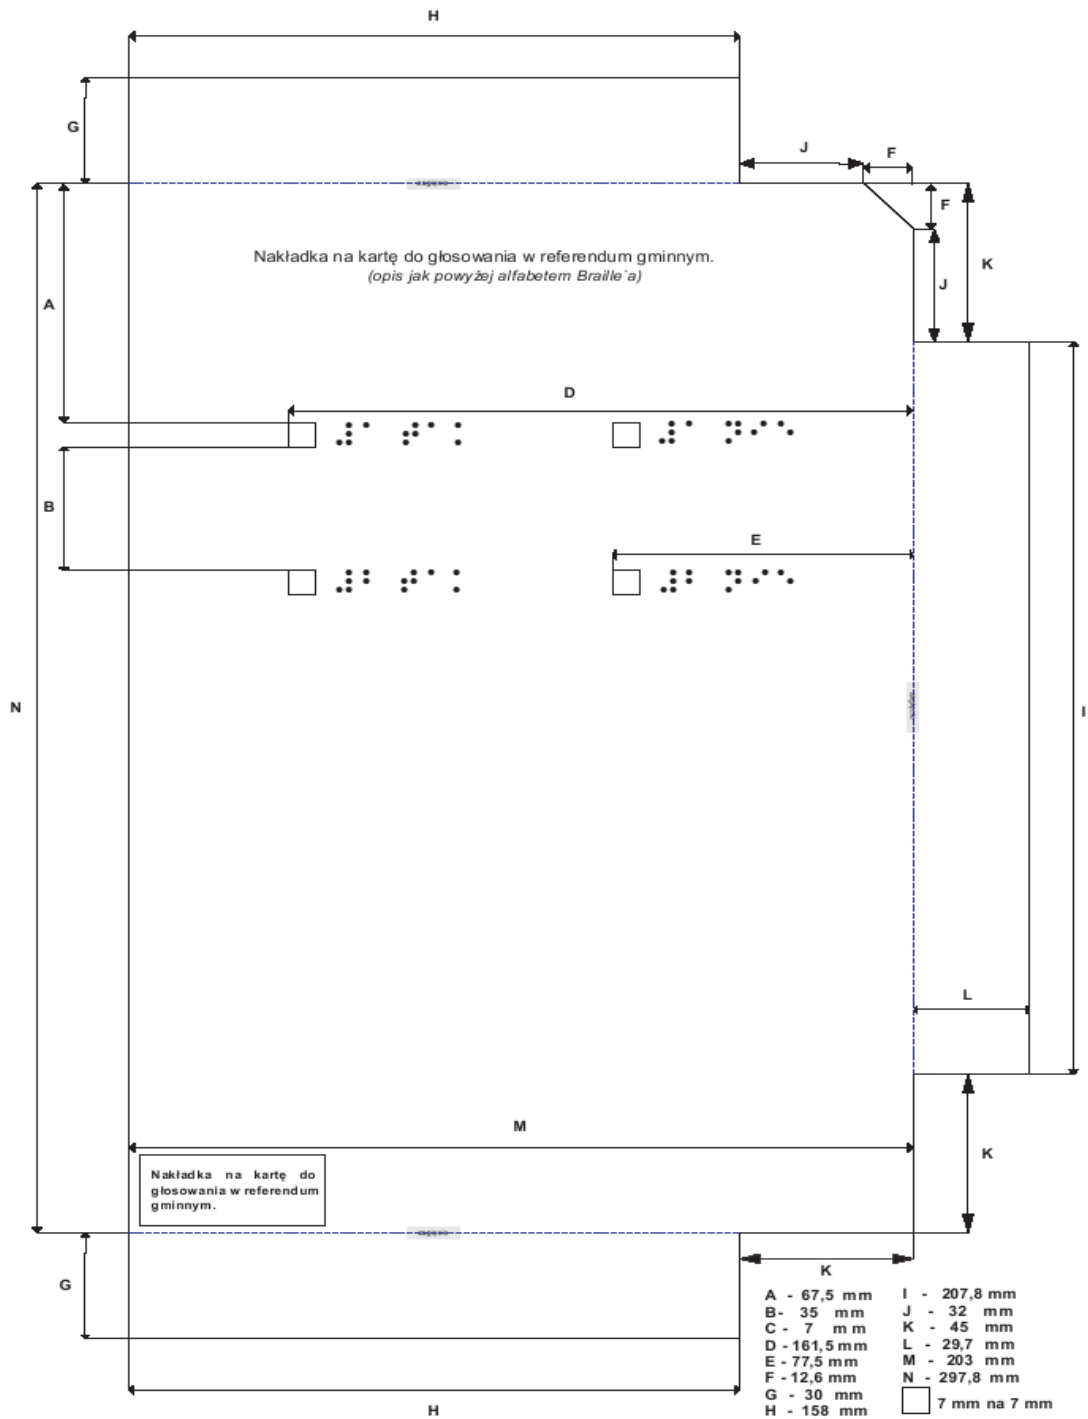 H
G
J
F
F
Nakładka na kartę do głosowania w referendum gminnym.
(opis jak powyżej alfabetem Braille`a)
K
A
J
D
⠼⠁ ⠞⠁⠅
⠼⠁ ⠝⠊⠑
B
E
⠼⠃ ⠞⠁⠅
⠼⠃ ⠝⠊⠑
N
I
L
M
K
Nakładka na kartę do
głosowania w referendum
gminnym.
G
K
A - 67,5 mm
B- 35 mm
C - 7 mm
D - 161,5 mm
E - 77,5 mm
F - 12,6 mm
G - 30 mm
H - 158 mm
I - 207,8 mm
J - 32 mm
K - 45 mm
L - 29,7 mm
M - 203 mm
N - 297,8 mm
7 mm na 7 mm
H